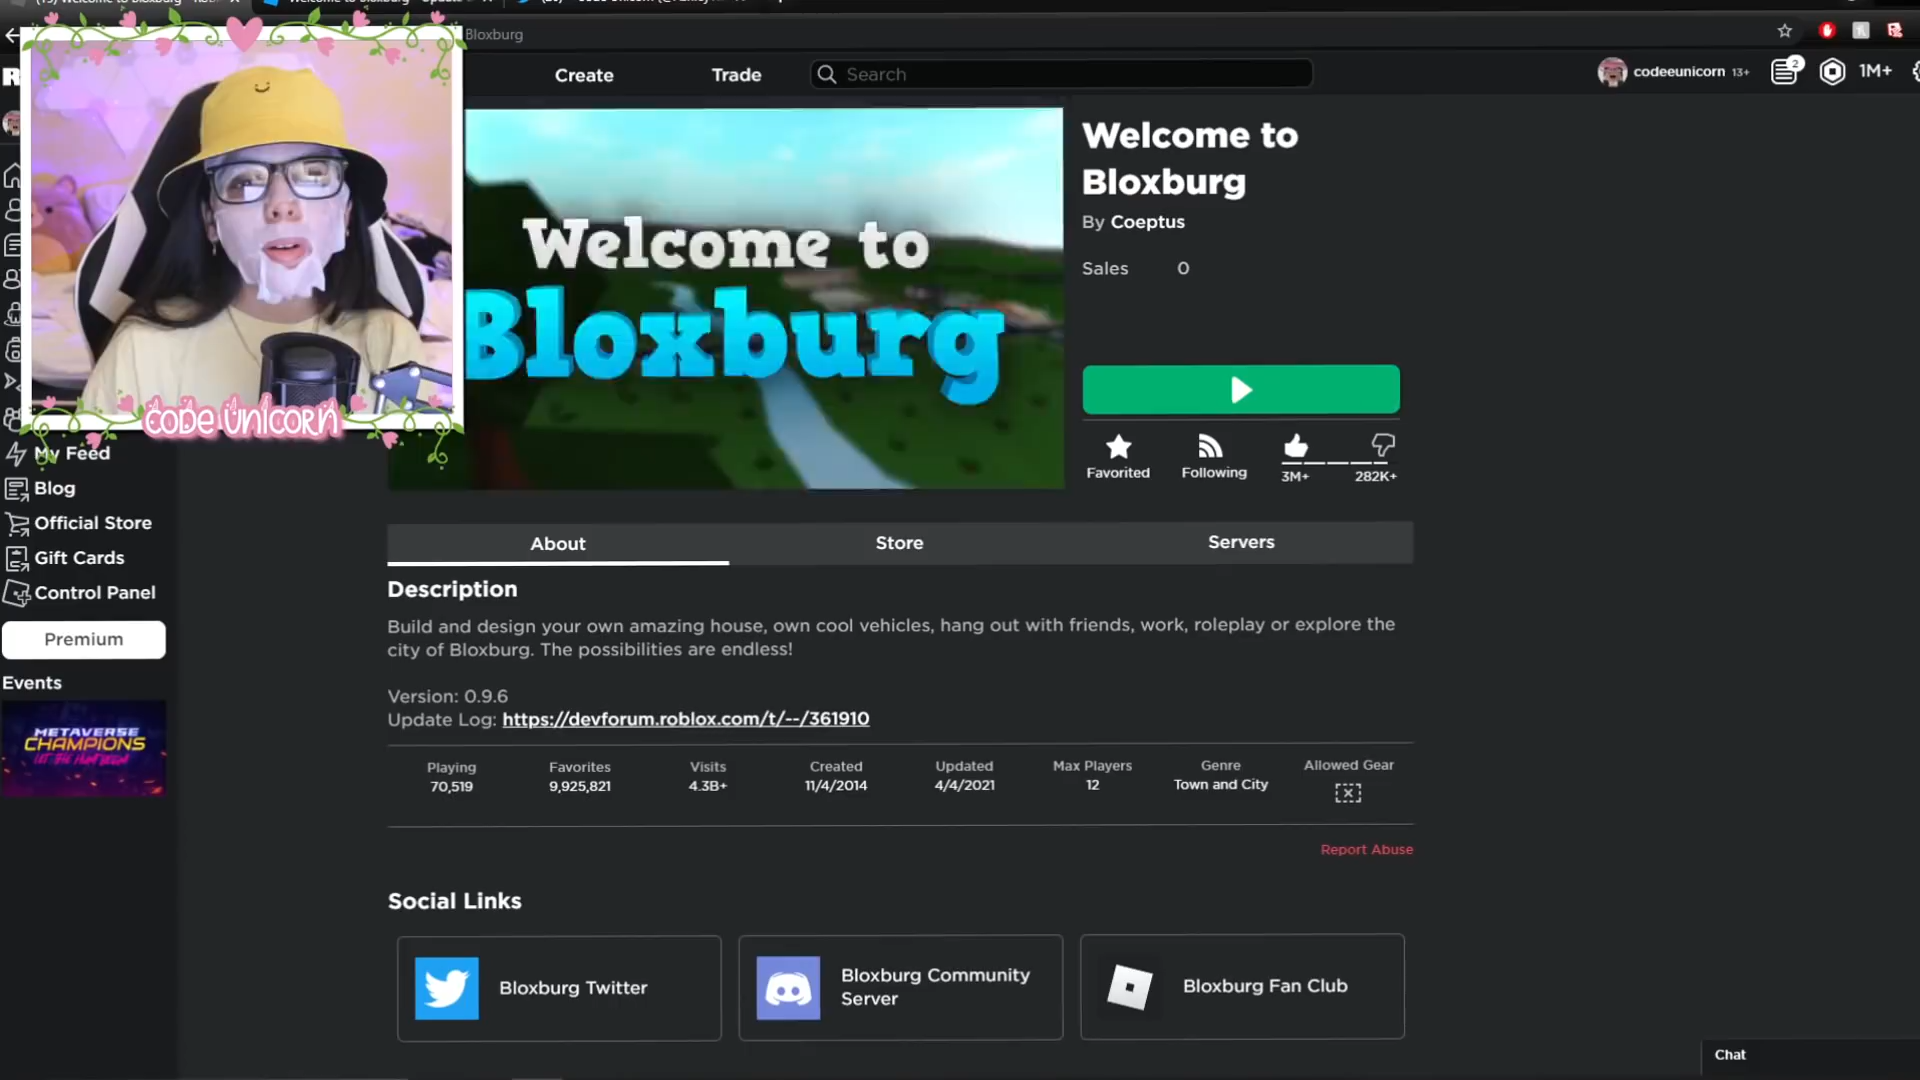 Bloxburg
Create
Trade
Search
codeeunicorn 13+
2
1M+
Welcome to
Bloxburg
Welcome to
Bloxburg
By Coeptus
Sales 0
CODE UNICORN
Favorited
Following
3M+
282K+
My Feed
Blog
Official Store
Gift Cards
Control Panel
Premium
Events
METAVERSE
CHAMPIONS
About
Store
Servers
Description
Build and design your own amazing house, own cool vehicles, hang out with friends, work, roleplay or explore the
city of Bloxburg. The possibilities are endless!
Version: 0.9.6
Update Log: https://devforum.roblox.com/t/--/361910
Playing
Favorites
Visits
Created
Updated
Max Players
Genre
Allowed Gear
70,519
9,925,821
4.3B+
11/4/2014
4/4/2021
12
Town and City
Report Abuse
Social Links
Bloxburg Twitter
Bloxburg Community
Server
Bloxburg Fan Club
Chat